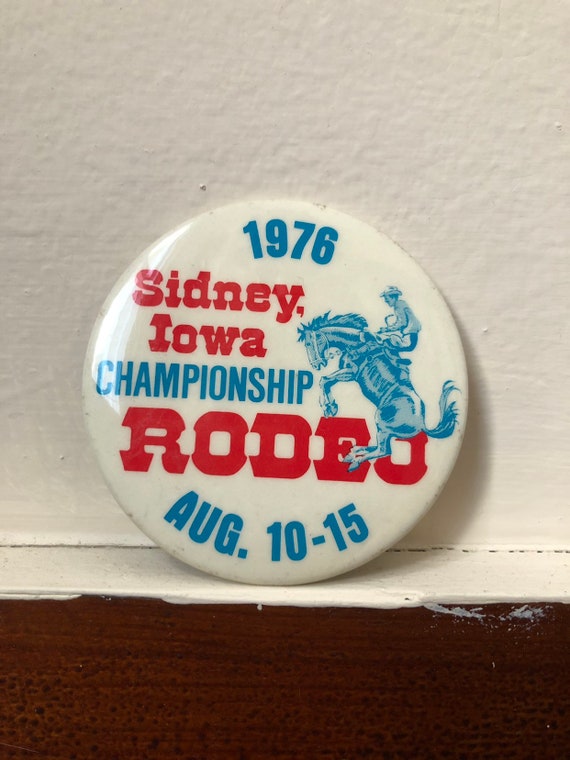 1976
Sidney,
Iowa
CHAMPIONSHIP
RODEO
AUG. 10-15